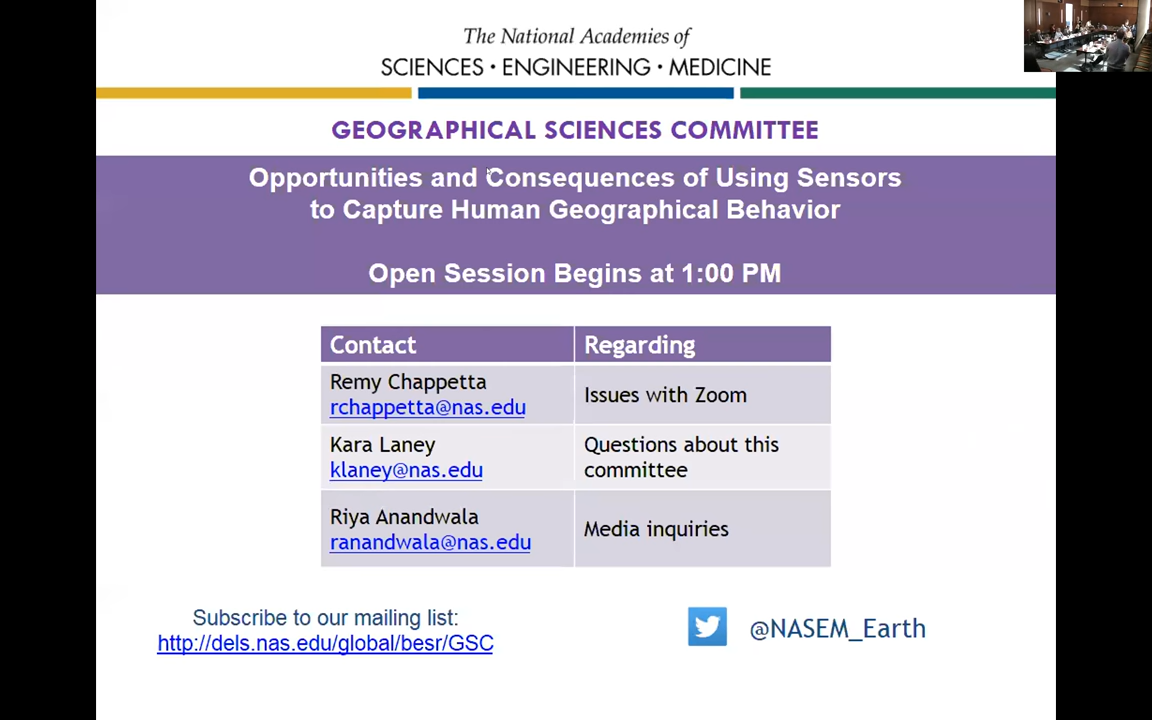 The National Academies of
SCIENCES • ENGINEERING • MEDICINE
GEOGRAPHICAL SCIENCES COMMITTEE
Opportunities and Consequences of Using Sensors
to Capture Human Geographical Behavior
Open Session Begins at 1:00 PM
Contact Regarding
Remy Chappetta
rchappetta@nas.edu
Issues with Zoom
Kara Laney
klaney@nas.edu
Questions about this
committee
Riya Anandwala
ranandwala@nas.edu
Media inquiries
Subscribe to our mailing list:
http://dels.nas.edu/global/besr/GSC
@NASEM_Earth